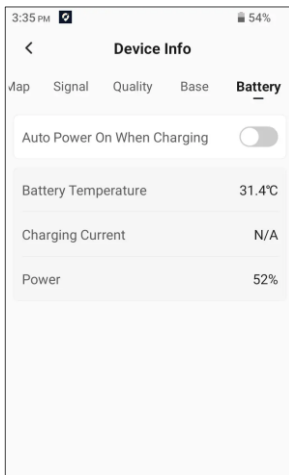 3:35 PM 54%
Device Info
Map Signal Quality Base Battery
Auto Power On When Charging
Battery Temperature 31.4℃
Charging Current N/A
Power 52%